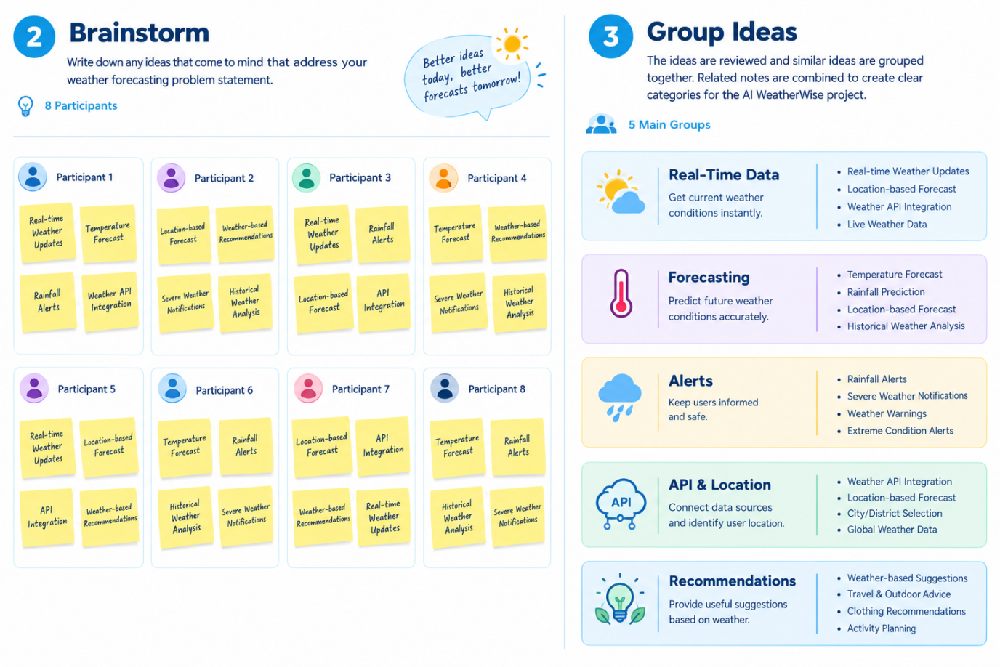 2
Brainstorm
Write down any ideas that come to mind that address your
weather forecasting problem statement.
8 Participants
Better ideas
today, better
forecasts tomorrow!
Participant 1
Real-time
Weather
Updates
Temperature
Forecast
Rainfall
Alerts
Weather API
Integration
Participant 2
Location-based
Forecast
Weather-based
Recommendations
Severe Weather
Notifications
Historical
Weather
Analysis
Participant 3
Real-time
Weather
Updates
Rainfall
Alerts
Location-based
Forecast
API
Integration
Participant 4
Temperature
Forecast
Weather-based
Recommendations
Severe Weather
Notifications
Historical
Weather
Analysis
Participant 5
Real-time
Weather
Updates
Location-based
Forecast
API
Integration
Weather-based
Recommendations
Participant 6
Temperature
Forecast
Rainfall
Alerts
Historical
Weather
Analysis
Severe Weather
Notifications
Participant 7
Location-based
Forecast
API
Integration
Weather-based
Recommendations
Real-time
Weather
Updates
Participant 8
Temperature
Forecast
Rainfall
Alerts
Historical
Weather
Analysis
Severe Weather
Notifications
3
Group Ideas
The ideas are reviewed and similar ideas are grouped
together. Related notes are combined to create clear
categories for the AI WeatherWise project.
5 Main Groups
Real-Time Data
Get current weather
conditions instantly.
• Real-time Weather Updates
• Location-based Forecast
• Weather API Integration
• Live Weather Data
Forecasting
Predict future weather
conditions accurately.
• Temperature Forecast
• Rainfall Prediction
• Location-based Forecast
• Historical Weather Analysis
Alerts
Keep users informed
and safe.
• Rainfall Alerts
• Severe Weather Notifications
• Weather Warnings
• Extreme Condition Alerts
API
API & Location
Connect data sources
and identify user location.
• Weather API Integration
• Location-based Forecast
• City/District Selection
• Global Weather Data
Recommendations
Provide useful suggestions
based on weather.
• Weather-based Suggestions
• Travel & Outdoor Advice
• Clothing Recommendations
• Activity Planning